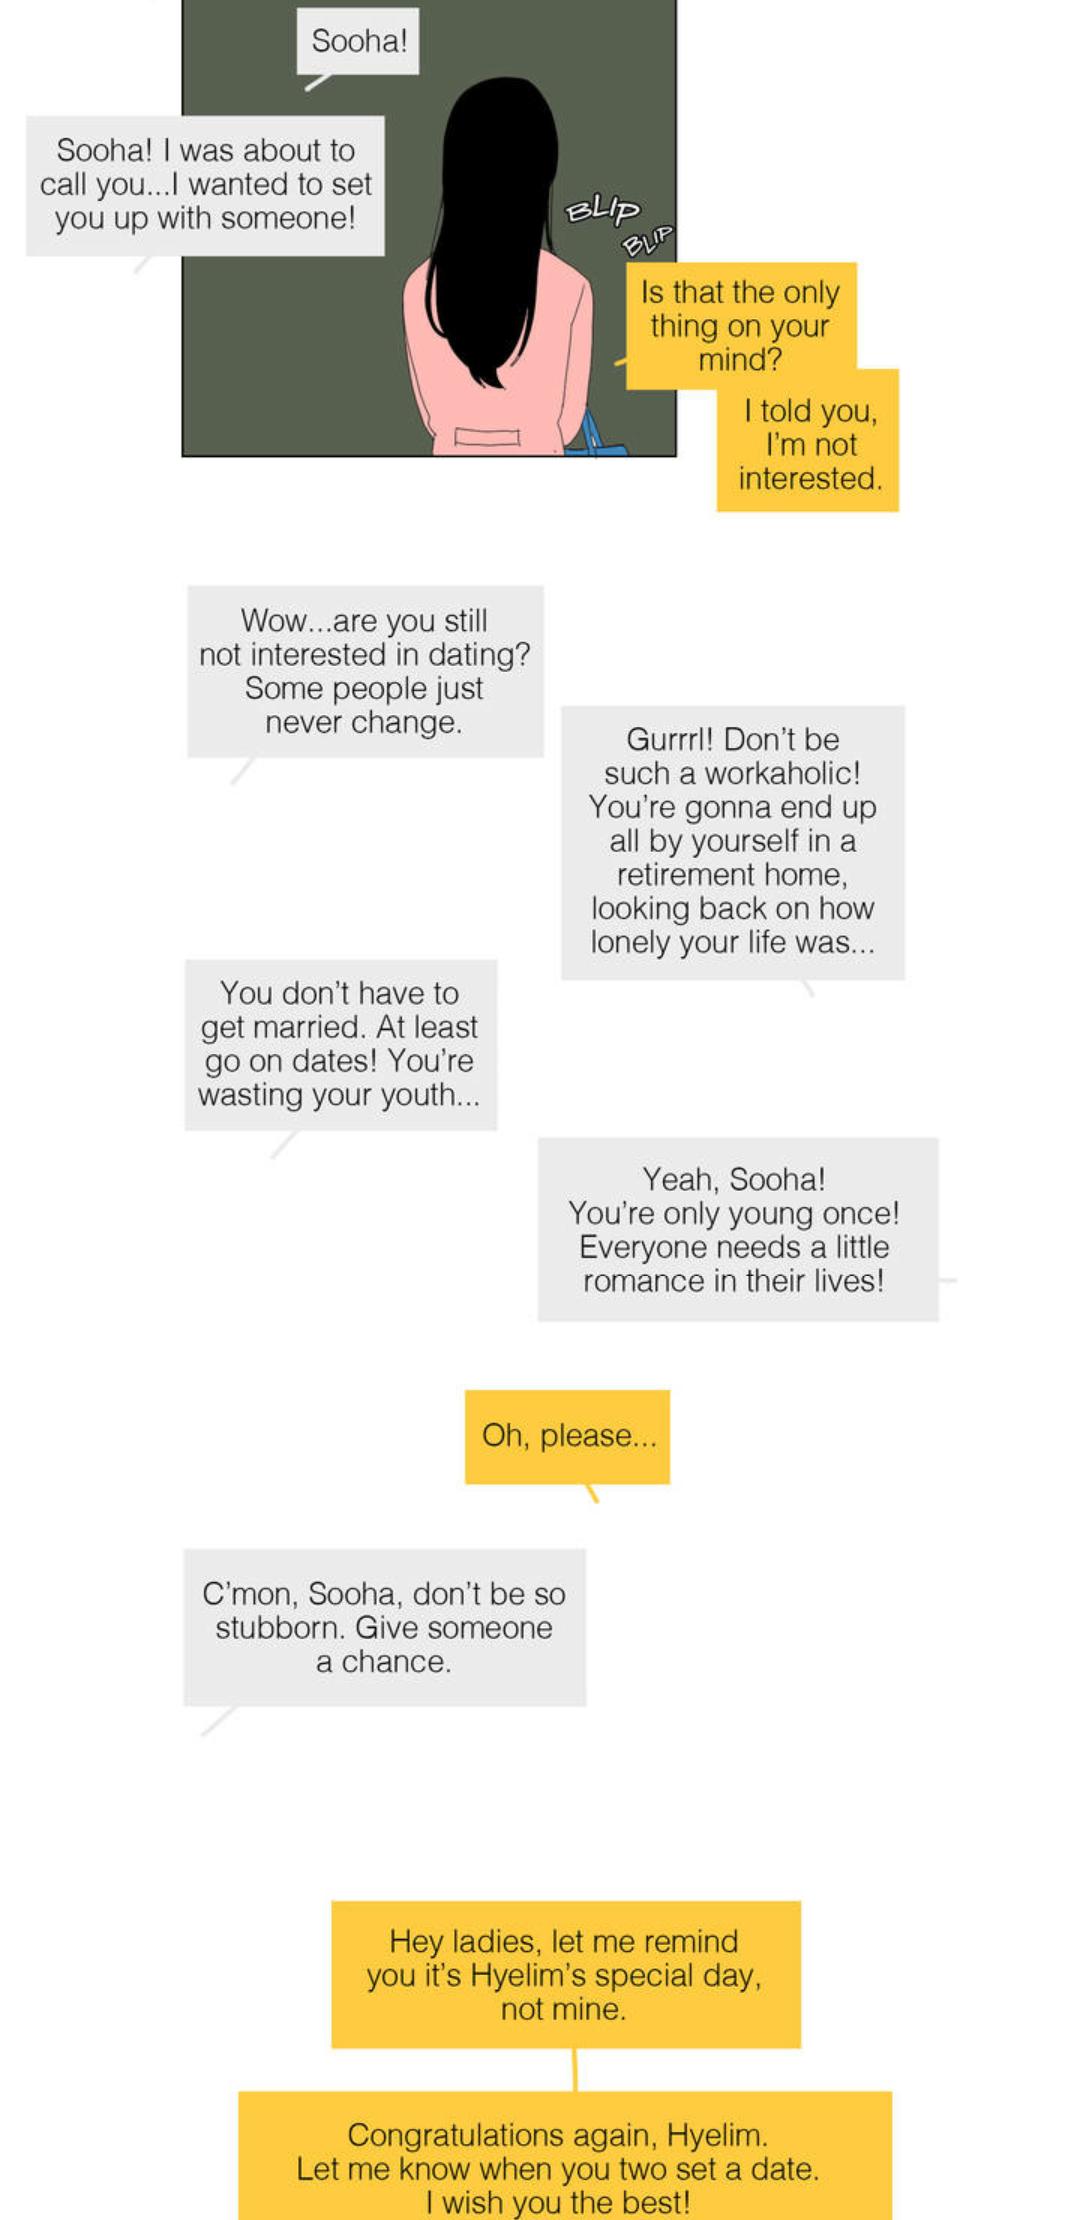 Sooha!
Sooha! I was about to
call you...I wanted to set
you up with someone!
BLIP
BLIP
Is that the only
thing on your
mind?
I told you,
I'm not
interested.
Wow...are you still
not interested in dating?
Some people just
never change.
Gurrrl! Don't be
such a workaholic!
You're gonna end up
all by yourself in a
retirement home,
looking back on how
lonely your life was...
You don't have to
get married. At least
go on dates! You're
wasting your youth...
Yeah, Sooha!
You're only young once!
Everyone needs a little
romance in their lives!
Oh, please...
C'mon, Sooha, don't be so
stubborn. Give someone
a chance.
Hey ladies, let me remind
you it's Hyelim's special day,
not mine.
Congratulations again, Hyelim.
Let me know when you two set a date.
I wish you the best!